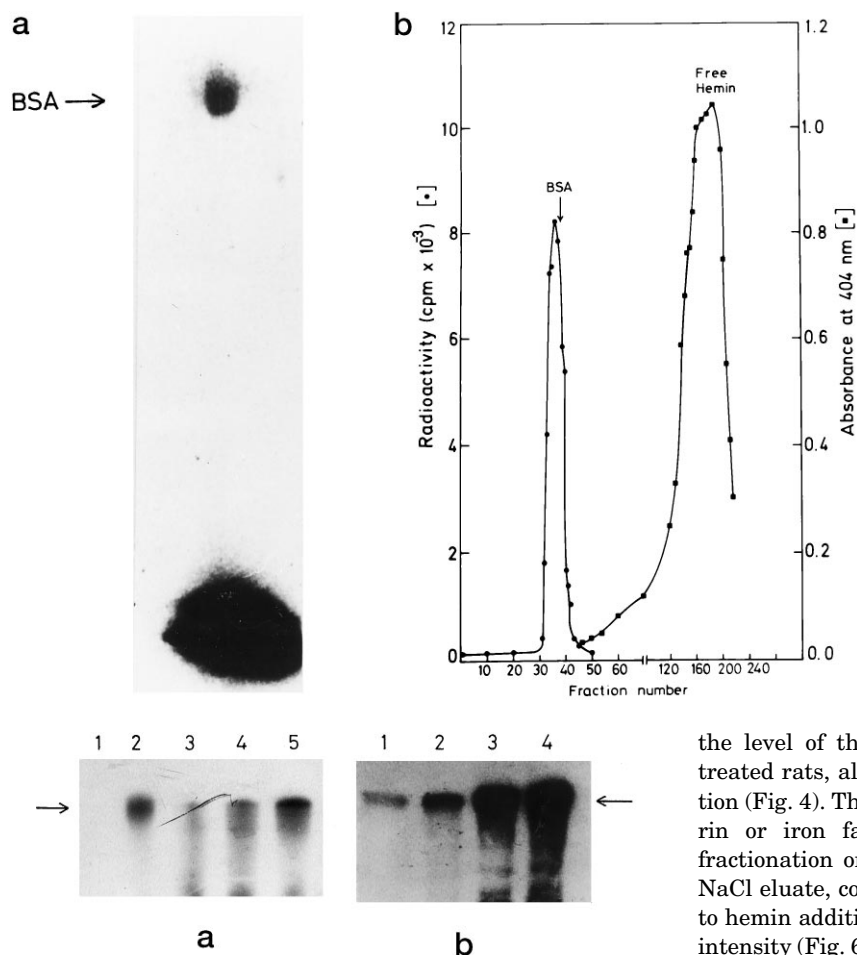 a
BSA →
b
12
10
8
6
4
2
0
Radioactivity (cpm x 10⁻³) [•]
1.2
1.0
0.8
0.6
0.4
0.2
0.0
Absorbance at 404 nm [▪]
Free
Hemin
BSA
↓
10 20 30 40 60 120 160 200 240
Fraction number
1 2 3 4 5
→
a
1 2 3 4
←
b
the level of th
treated rats, al
tion (Fig. 4). Th
rin or iron fa
fractionation or
NaCl eluate, co
to hemin additi
intensity (Fig. 6